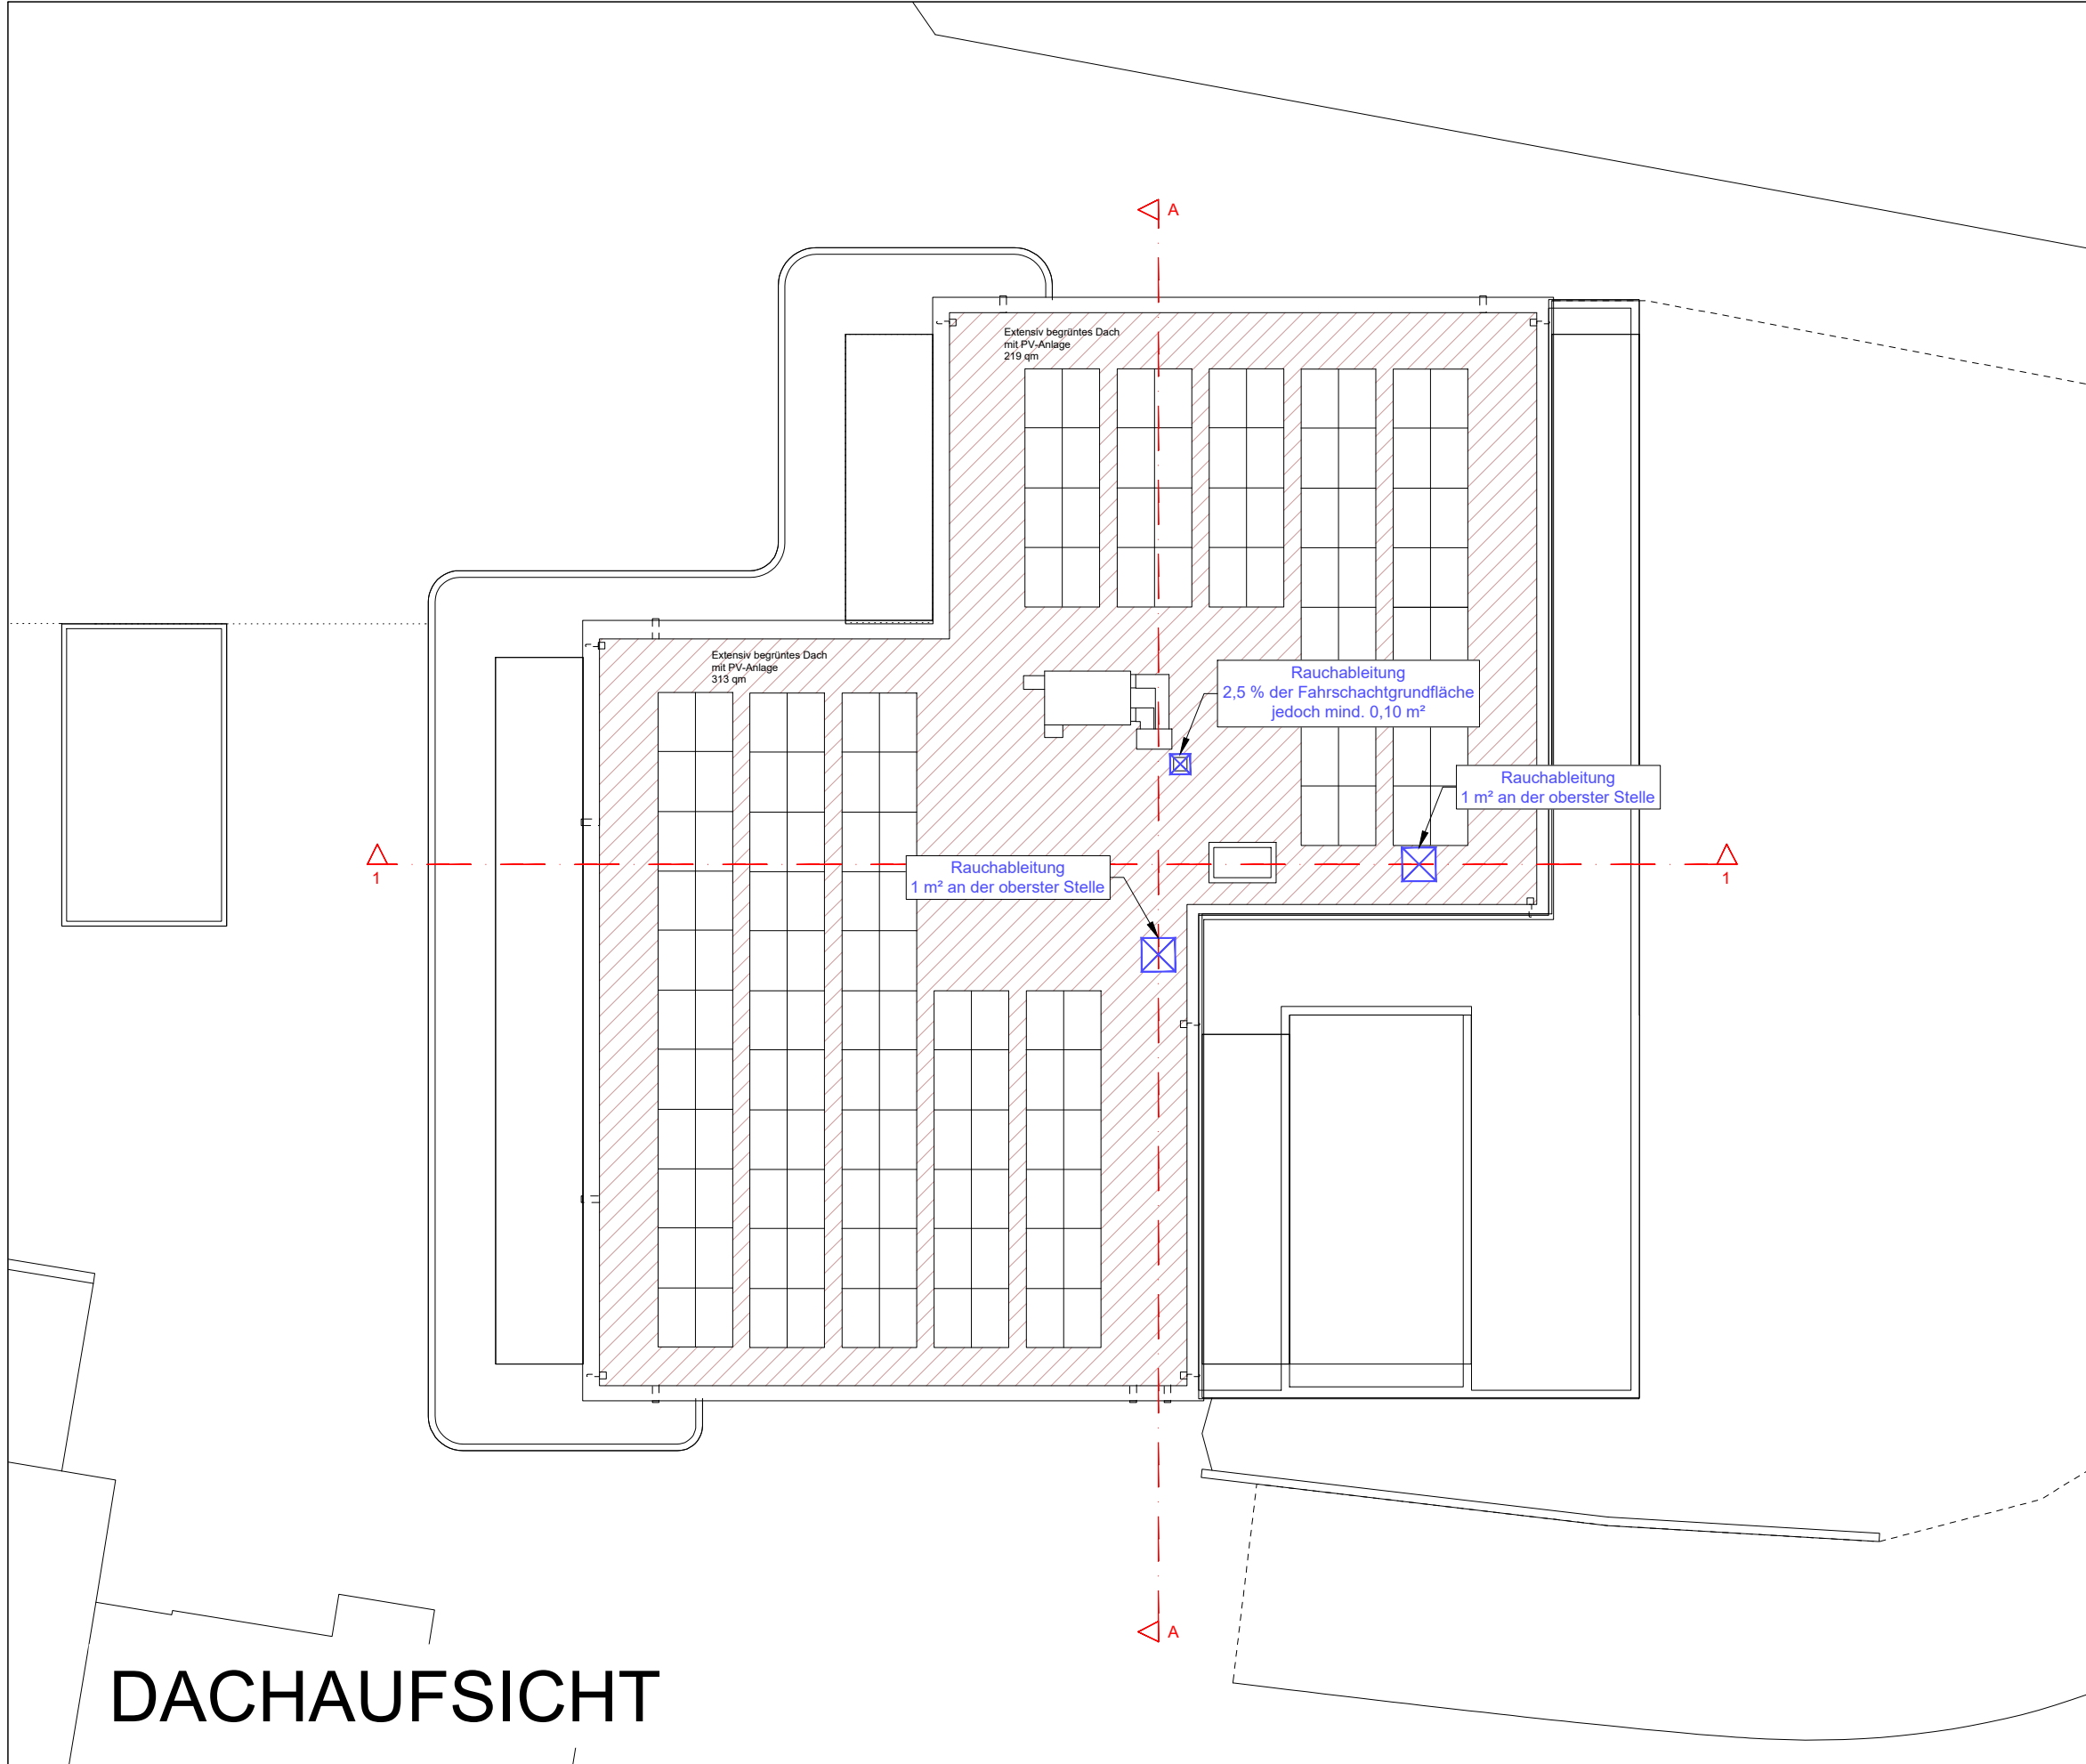 A
Extensiv begrüntes Dach
mit PV-Anlage
219 qm
Extensiv begrüntes Dach
mit PV-Anlage
313 qm
Rauchableitung
2,5 % der Fahrschachtgrundfläche
jedoch mind. 0,10 m²
Rauchableitung
1 m² an der oberster Stelle
Rauchableitung
1 m² an der oberster Stelle
1
1
A
DACHAUFSICHT